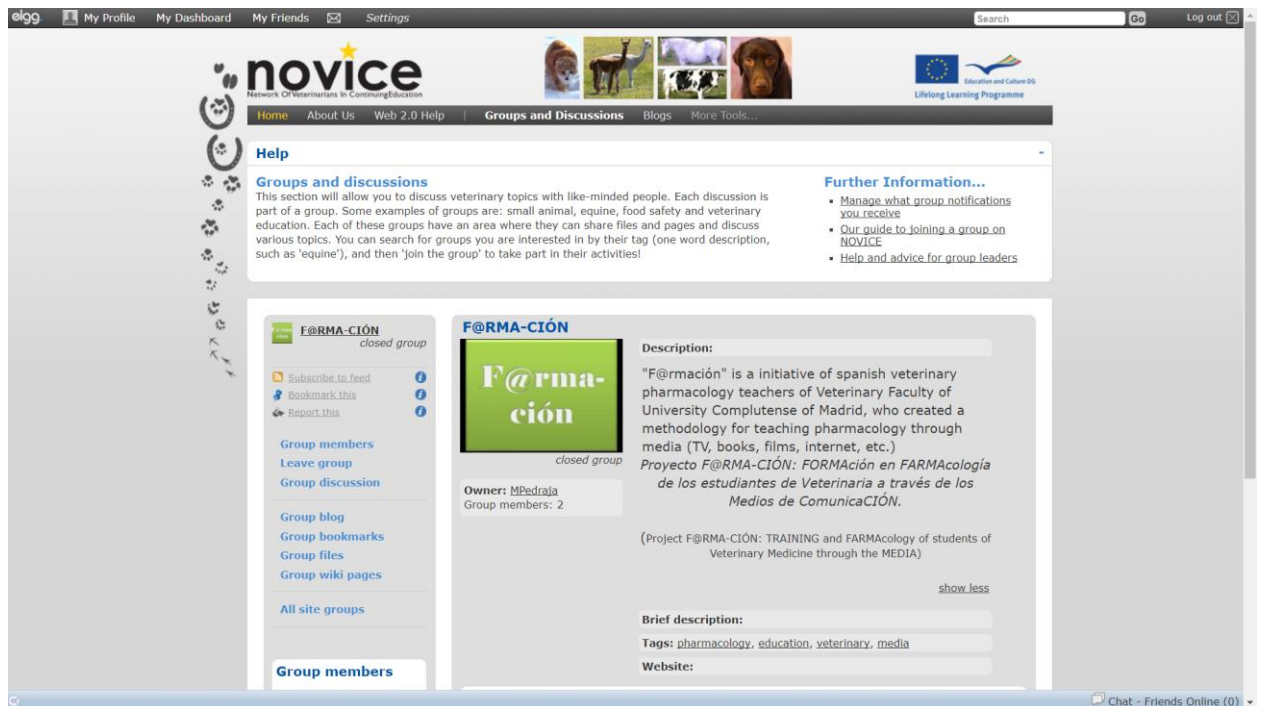 elgg. My Profile My Dashboard My Friends Settings Search Go Log out
novice
Network Of Veterinarians In Continuing Education
Education and Culture DG
Lifelong Learning Programme
Home About Us Web 2.0 Help | Groups and Discussions Blogs More Tools...
Help -
Groups and discussions
This section will allow you to discuss veterinary topics with like-minded people. Each discussion is
part of a group. Some examples of groups are: small animal, equine, food safety and veterinary
education. Each of these groups have an area where they can share files and pages and discuss
various topics. You can search for groups you are interested in by their tag (one word description,
such as 'equine'), and then 'join the group' to take part in their activities!
Further Information...
Manage what group notifications
you receive
Our guide to joining a group on
NOVICE
Help and advice for group leaders
F@RMA-CIÓN
closed group
Subscribe to feed
Bookmark this
Report this
Group members
Leave group
Group discussion
Group blog
Group bookmarks
Group files
Group wiki pages
All site groups
Group members
F@RMA-CIÓN
F@rma-
ción
closed group
Owner: MPedraja
Group members: 2
Description:
"F@rmación" is a initiative of spanish veterinary
pharmacology teachers of Veterinary Faculty of
University Complutense of Madrid, who created a
methodology for teaching pharmacology through
media (TV, books, films, internet, etc.)
Proyecto F@RMA-CIÓN: FORMAción en FARMAcología
de los estudiantes de Veterinaria a través de los
Medios de ComunicaCIÓN.
(Project F@RMA-CIÓN: TRAINING and FARMAcology of students of
Veterinary Medicine through the MEDIA)
show less
Brief description:
Tags: pharmacology, education, veterinary, media
Website:
Chat - Friends Online (0)